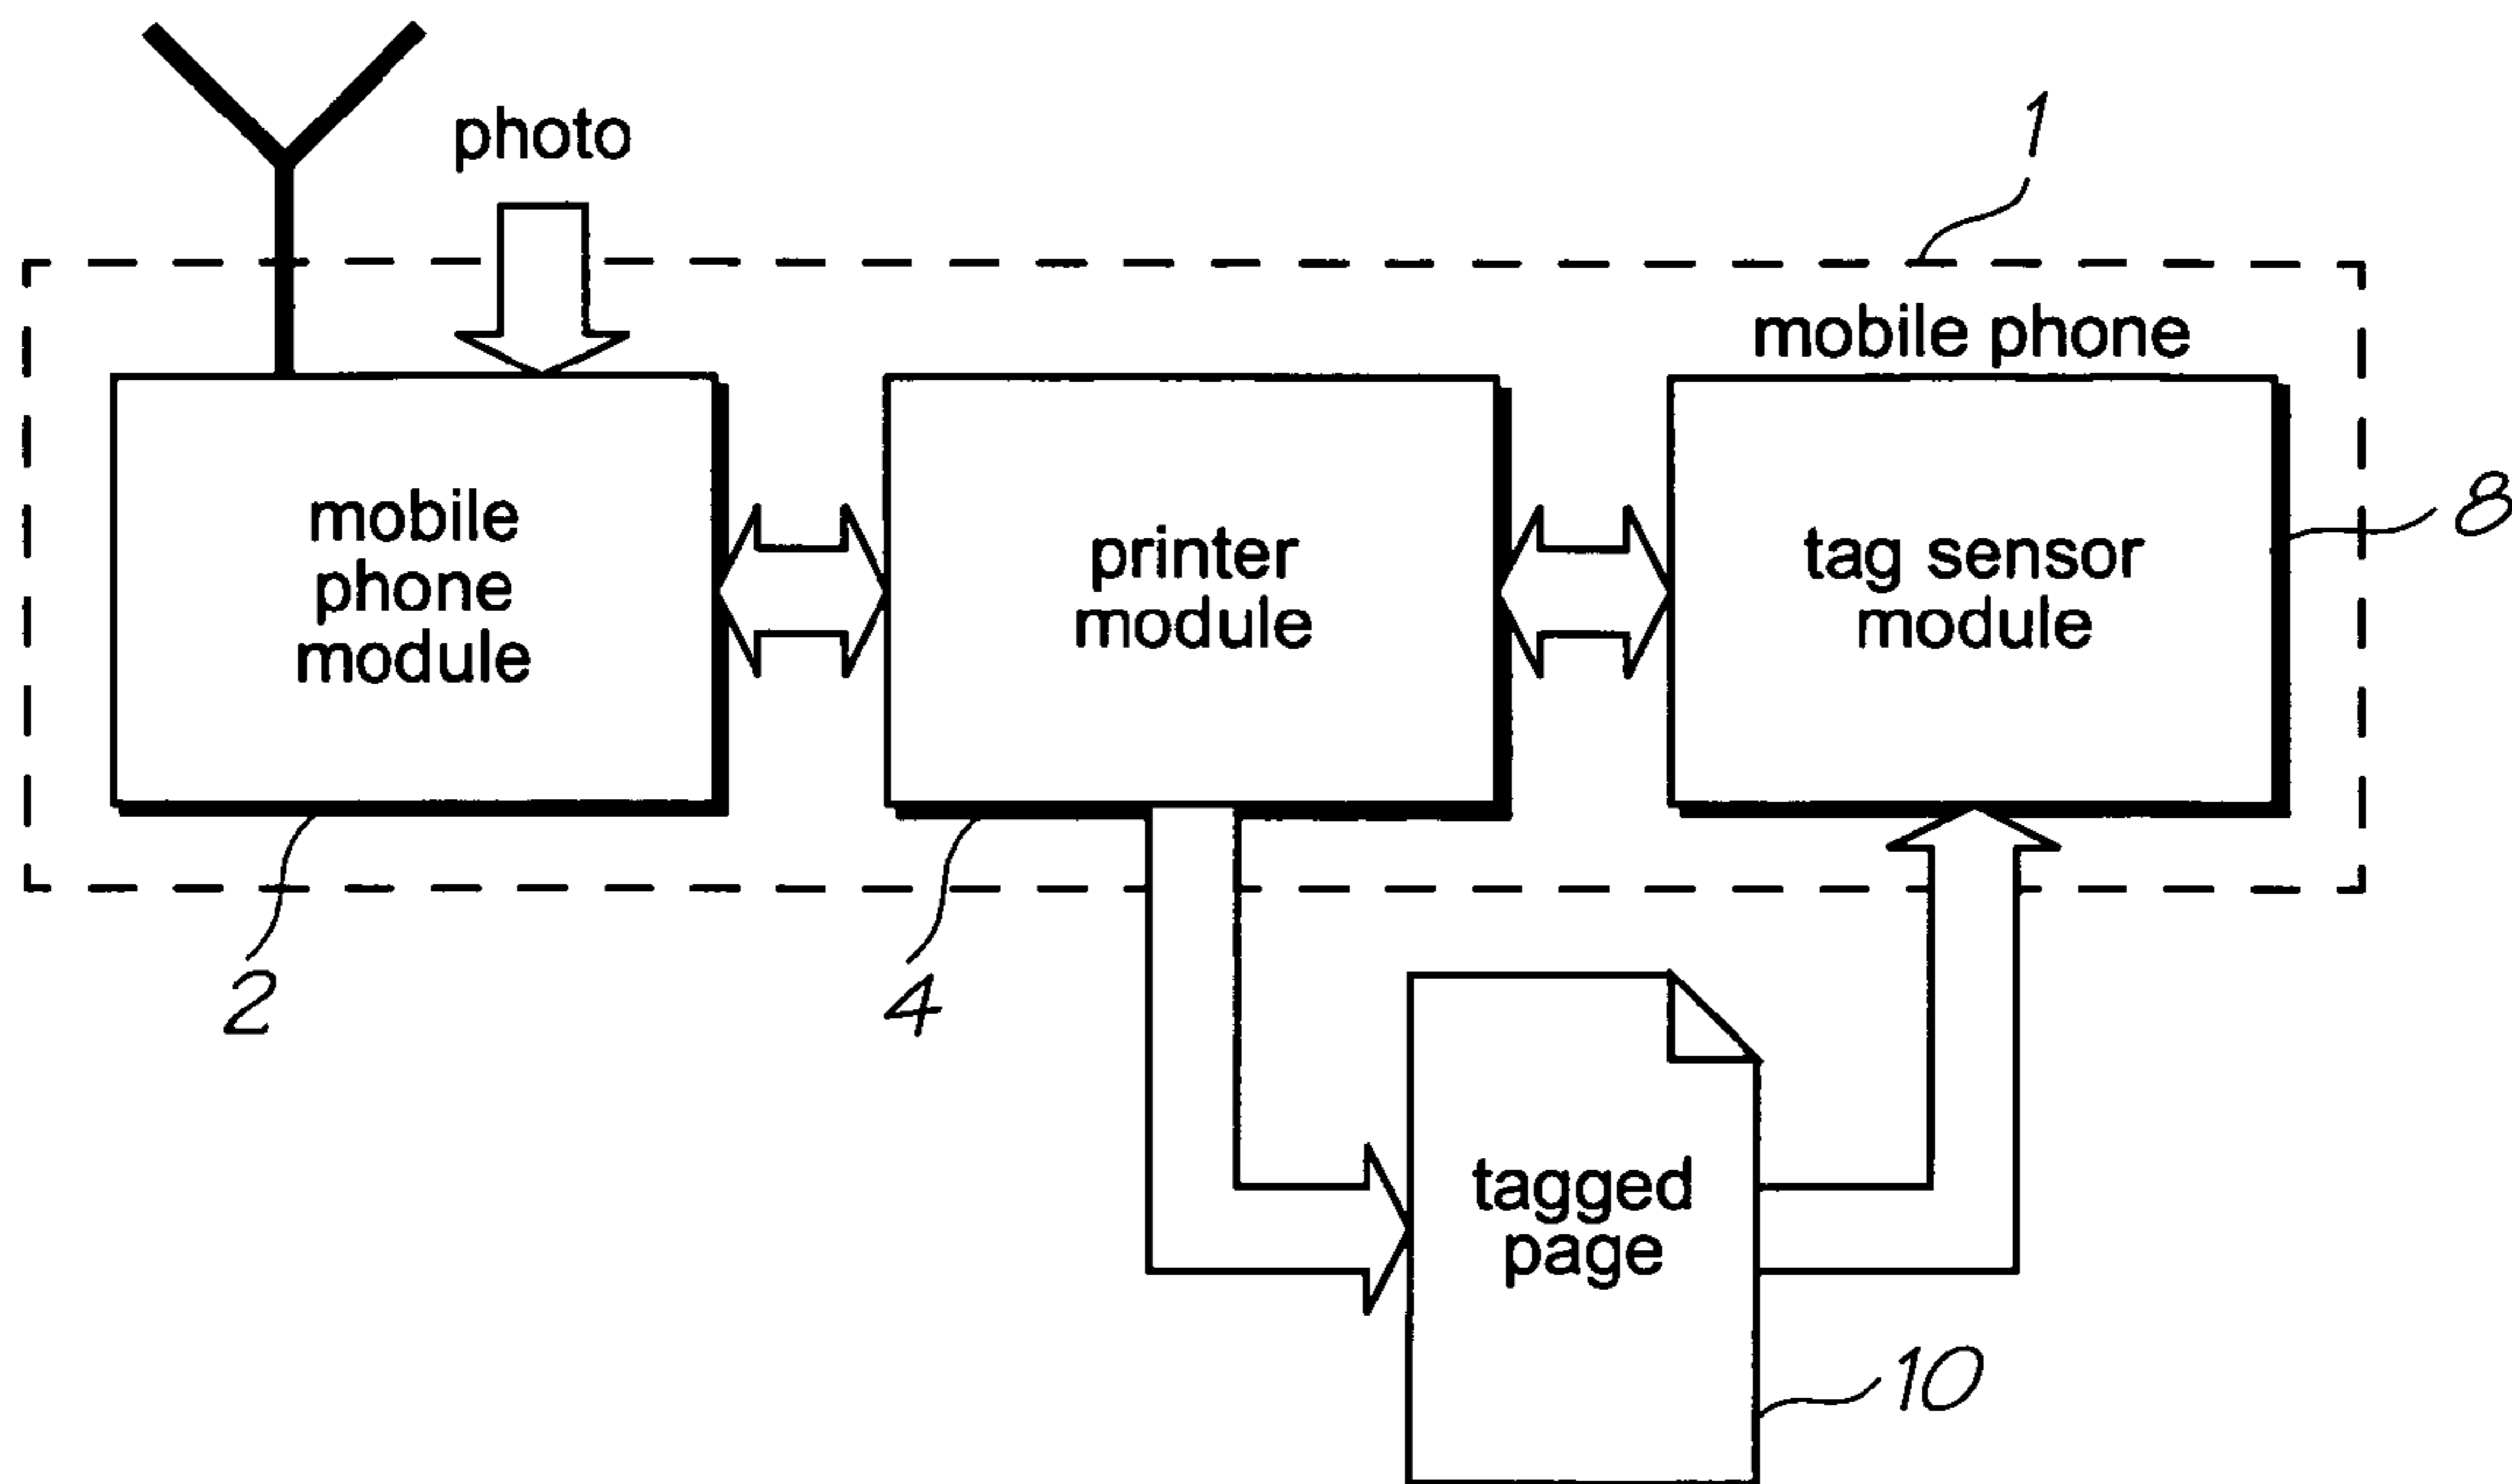 photo
1
mobile phone
mobile
phone
module
printer
module
tag sensor
module
8
2
4
tagged
page
10